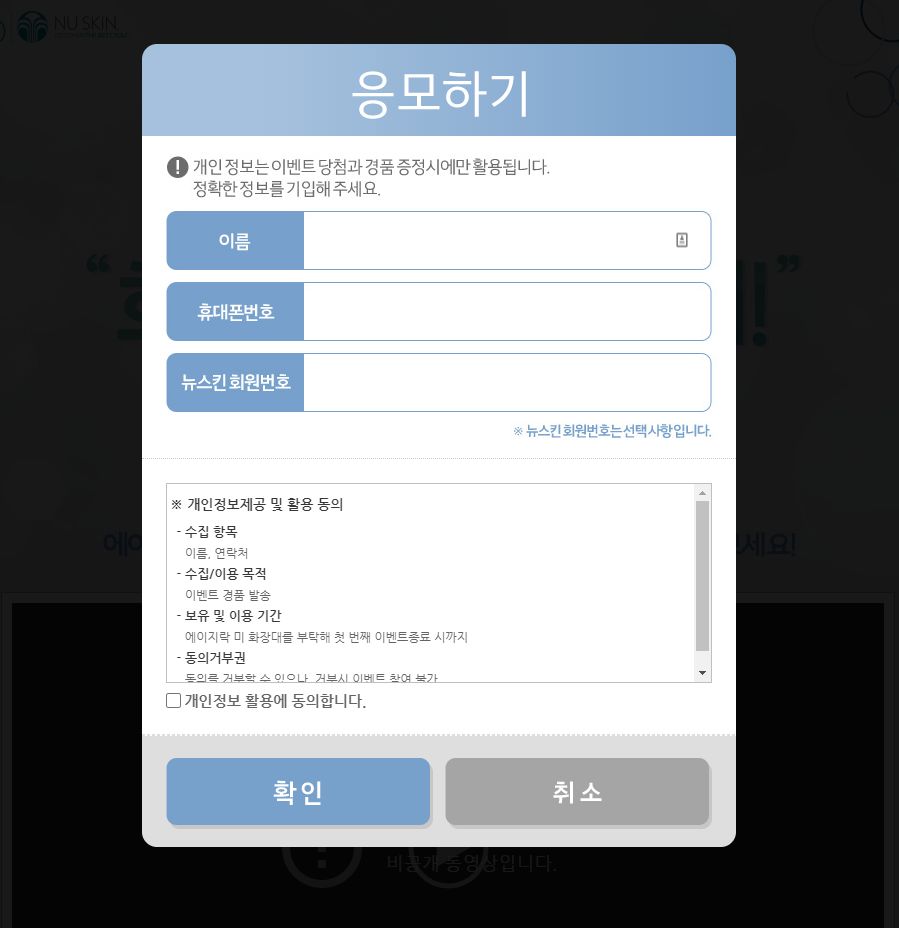 NU SKIN
응모하기
개인 정보는 이벤트 당첨과 경품 증정시에만 활용됩니다.
정확한 정보를 기입해 주세요.
이름
휴대폰번호
뉴스킨 회원번호
※ 뉴스킨 회원번호는 선택 사항 입니다.
※ 개인정보제공 및 활용 동의
- 수집 항목
이름, 연락처
- 수집/이용 목적
이벤트 경품 발송
- 보유 및 이용 기간
에이지락 미 화장대를 부탁해 첫 번째 이벤트종료 시까지
- 동의거부권
동의를 거부할 수 있으나, 거부시 이벤트 참여 불가
개인정보 활용에 동의합니다.
확인
취소
비공개 동영상입니다.